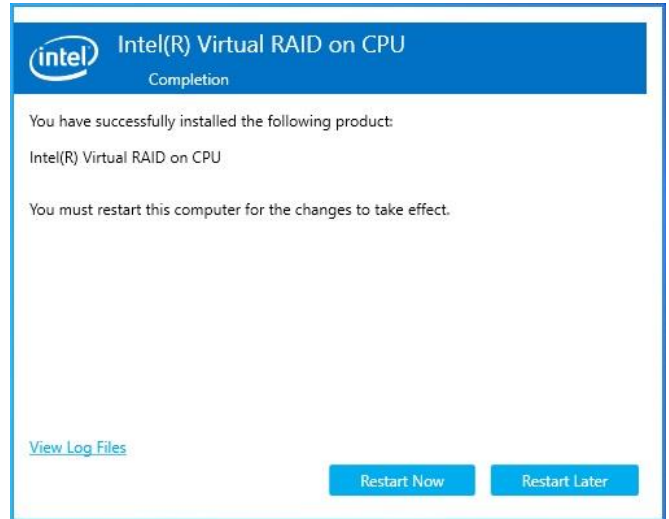 intel
Intel(R) Virtual RAID on CPU
Completion
You have successfully installed the following product:
Intel(R) Virtual RAID on CPU
You must restart this computer for the changes to take effect.
View Log Files
Restart Now
Restart Later